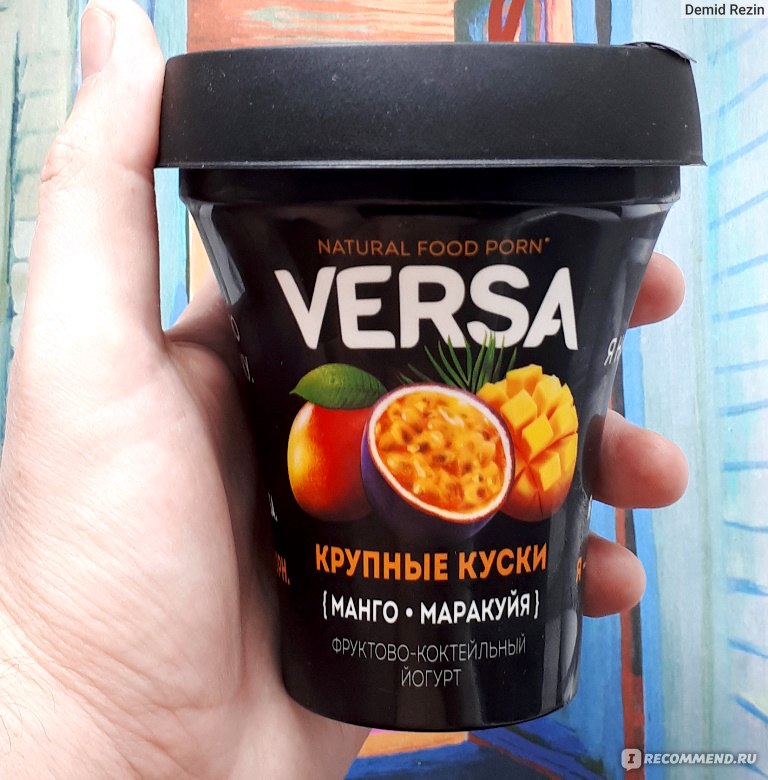 Demid Rezin
NATURAL FOOD PORN*
VERSA
КРУПНЫЕ КУСКИ
{МАНГО • МАРАКУЙЯ}
ФРУКТОВО-КОКТЕЙЛЬНЫЙ
ЙОГУРТ
I RECOMMEND.RU